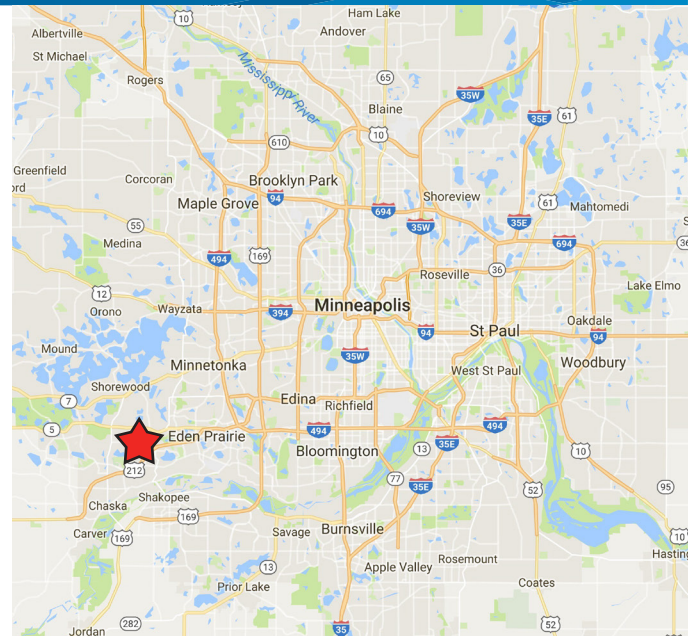 10
Ham Lake
Andover
Albertville
St Michael
Rogers
65
35W
Mississippi River
Blaine
35E
61
10
610
Greenfield
Corcoran
Brooklyn Park
94
Maple Grove
694
Shoreview
61
Mahtomedi
35W
35E
55
Medina
494
169
694
36
Roseville
36
12
Orono
Wayzata
394
Minneapolis
Lake Elmo
94
St Paul
Oakdale
94
Mound
35W
Minnetonka
West St Paul
Woodbury
Shorewood
7
Edina
Richfield
5
Eden Prairie
494
494
35E
Bloomington
13
10
212
77
35E
52
95
Chaska
Shakopee
169
Carver
169
Savage
Burnsville
10
13
Apple Valley
Rosemount
Prior Lake
Coates
282
Jordan
35
52